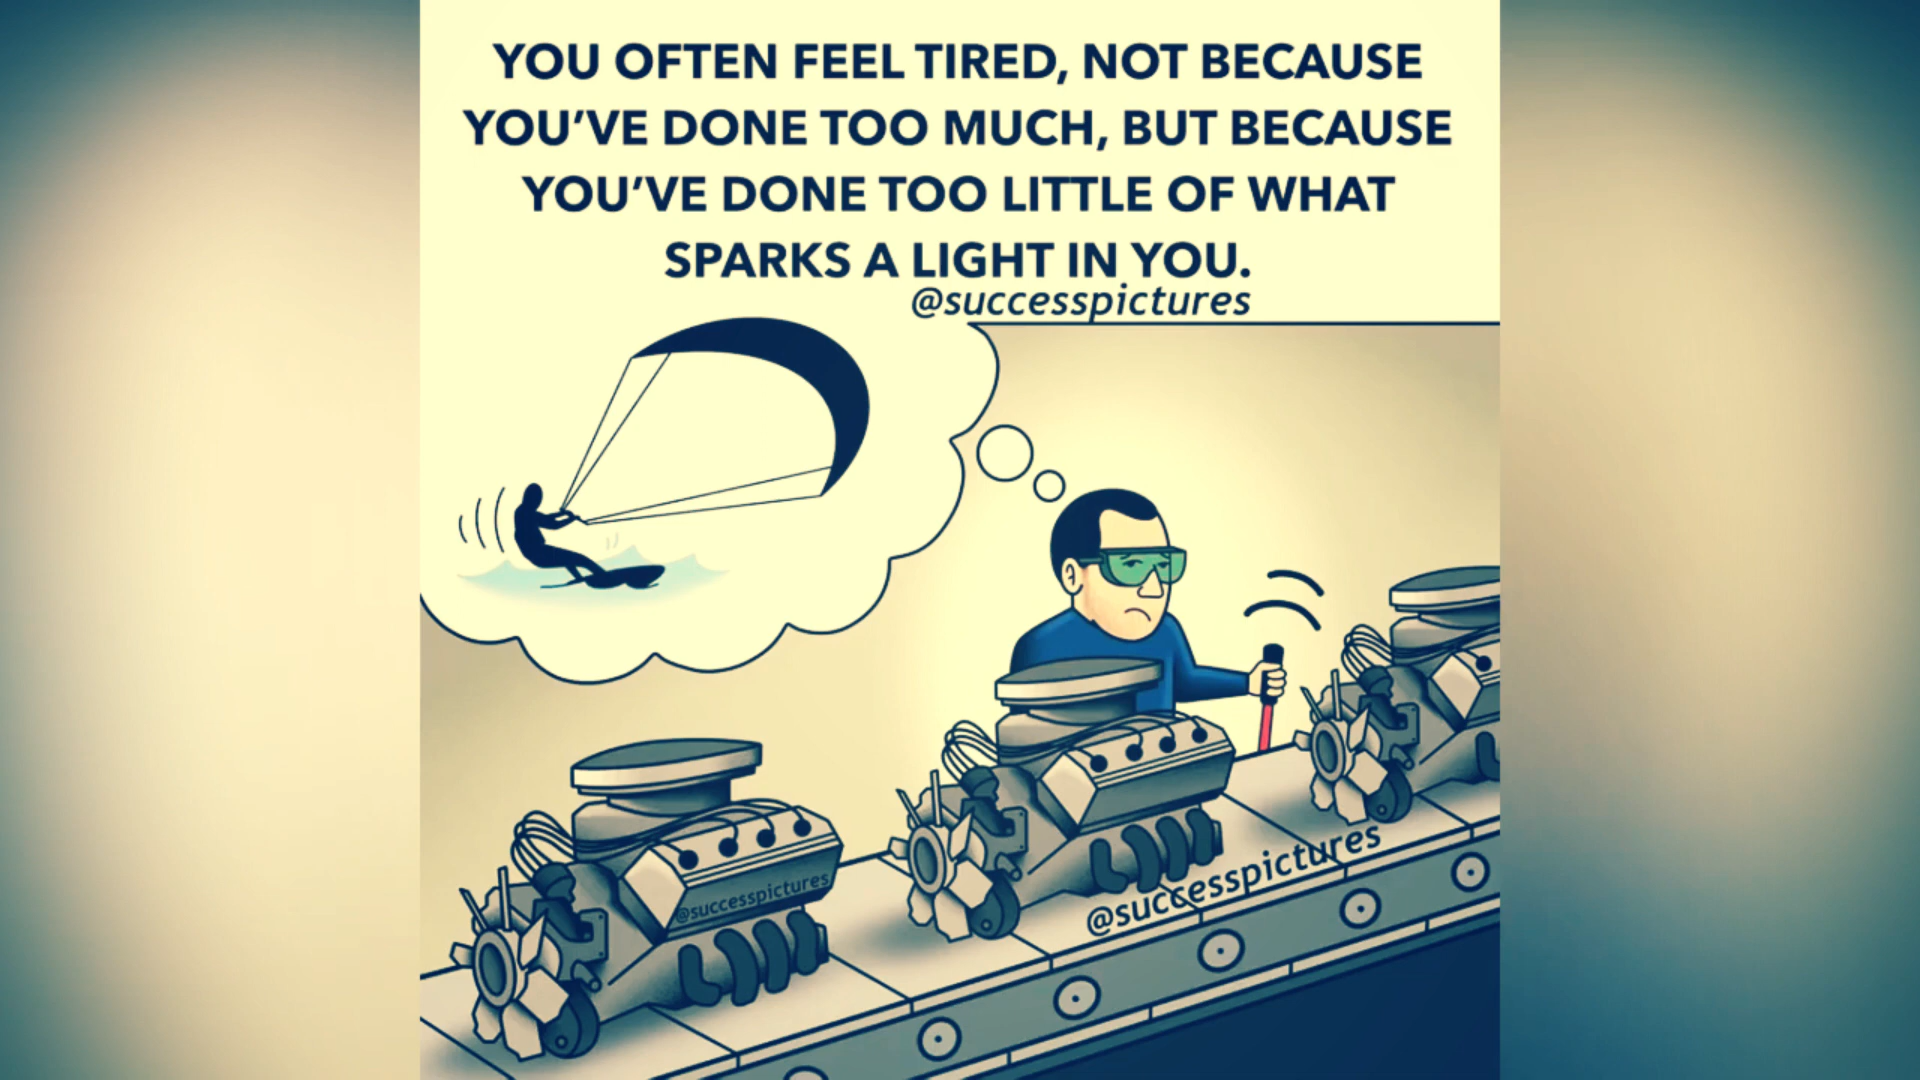 YOU OFTEN FEEL TIRED, NOT BECAUSE
YOU'VE DONE TOO MUCH, BUT BECAUSE
YOU'VE DONE TOO LITTLE OF WHAT
SPARKS A LIGHT IN YOU.
@successpictures
@successpictures
@successpictures